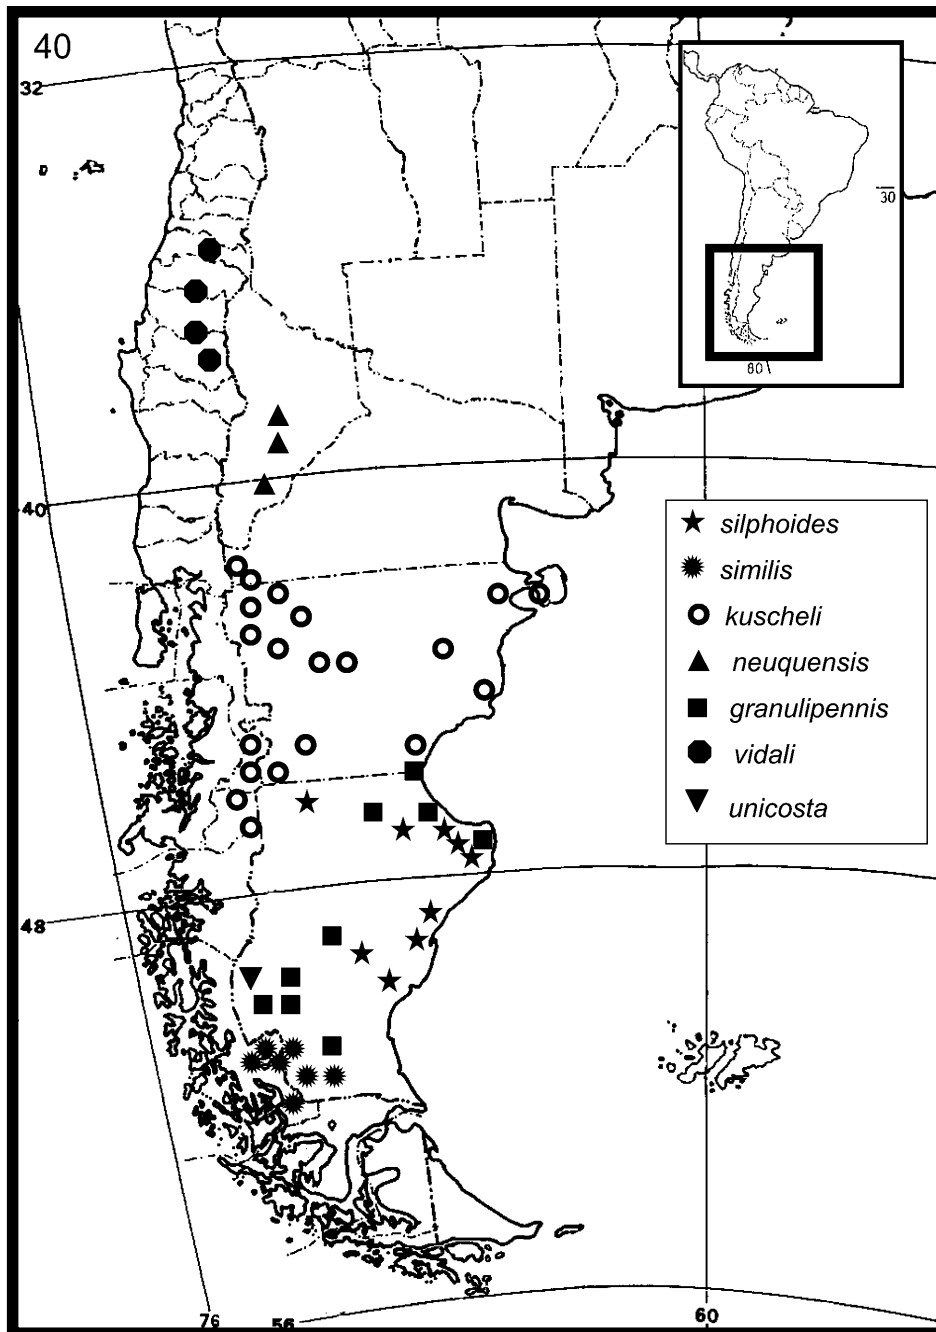 40
32
30
80
40
silphoides
similis
kuscheli
neuquensis
granulipennis
vidali
unicosta
48
76
56
60